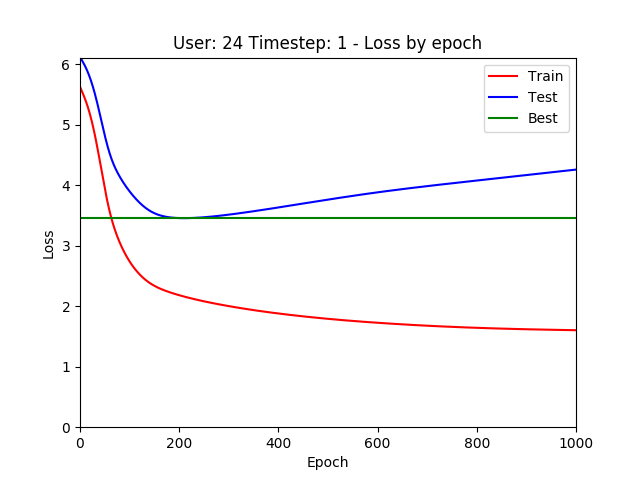 User: 24 Timestep: 1 - Loss by epoch
6
5
4
3
2
1
0
Loss
Train
Test
Best
0 200 400 600 800 1000
Epoch